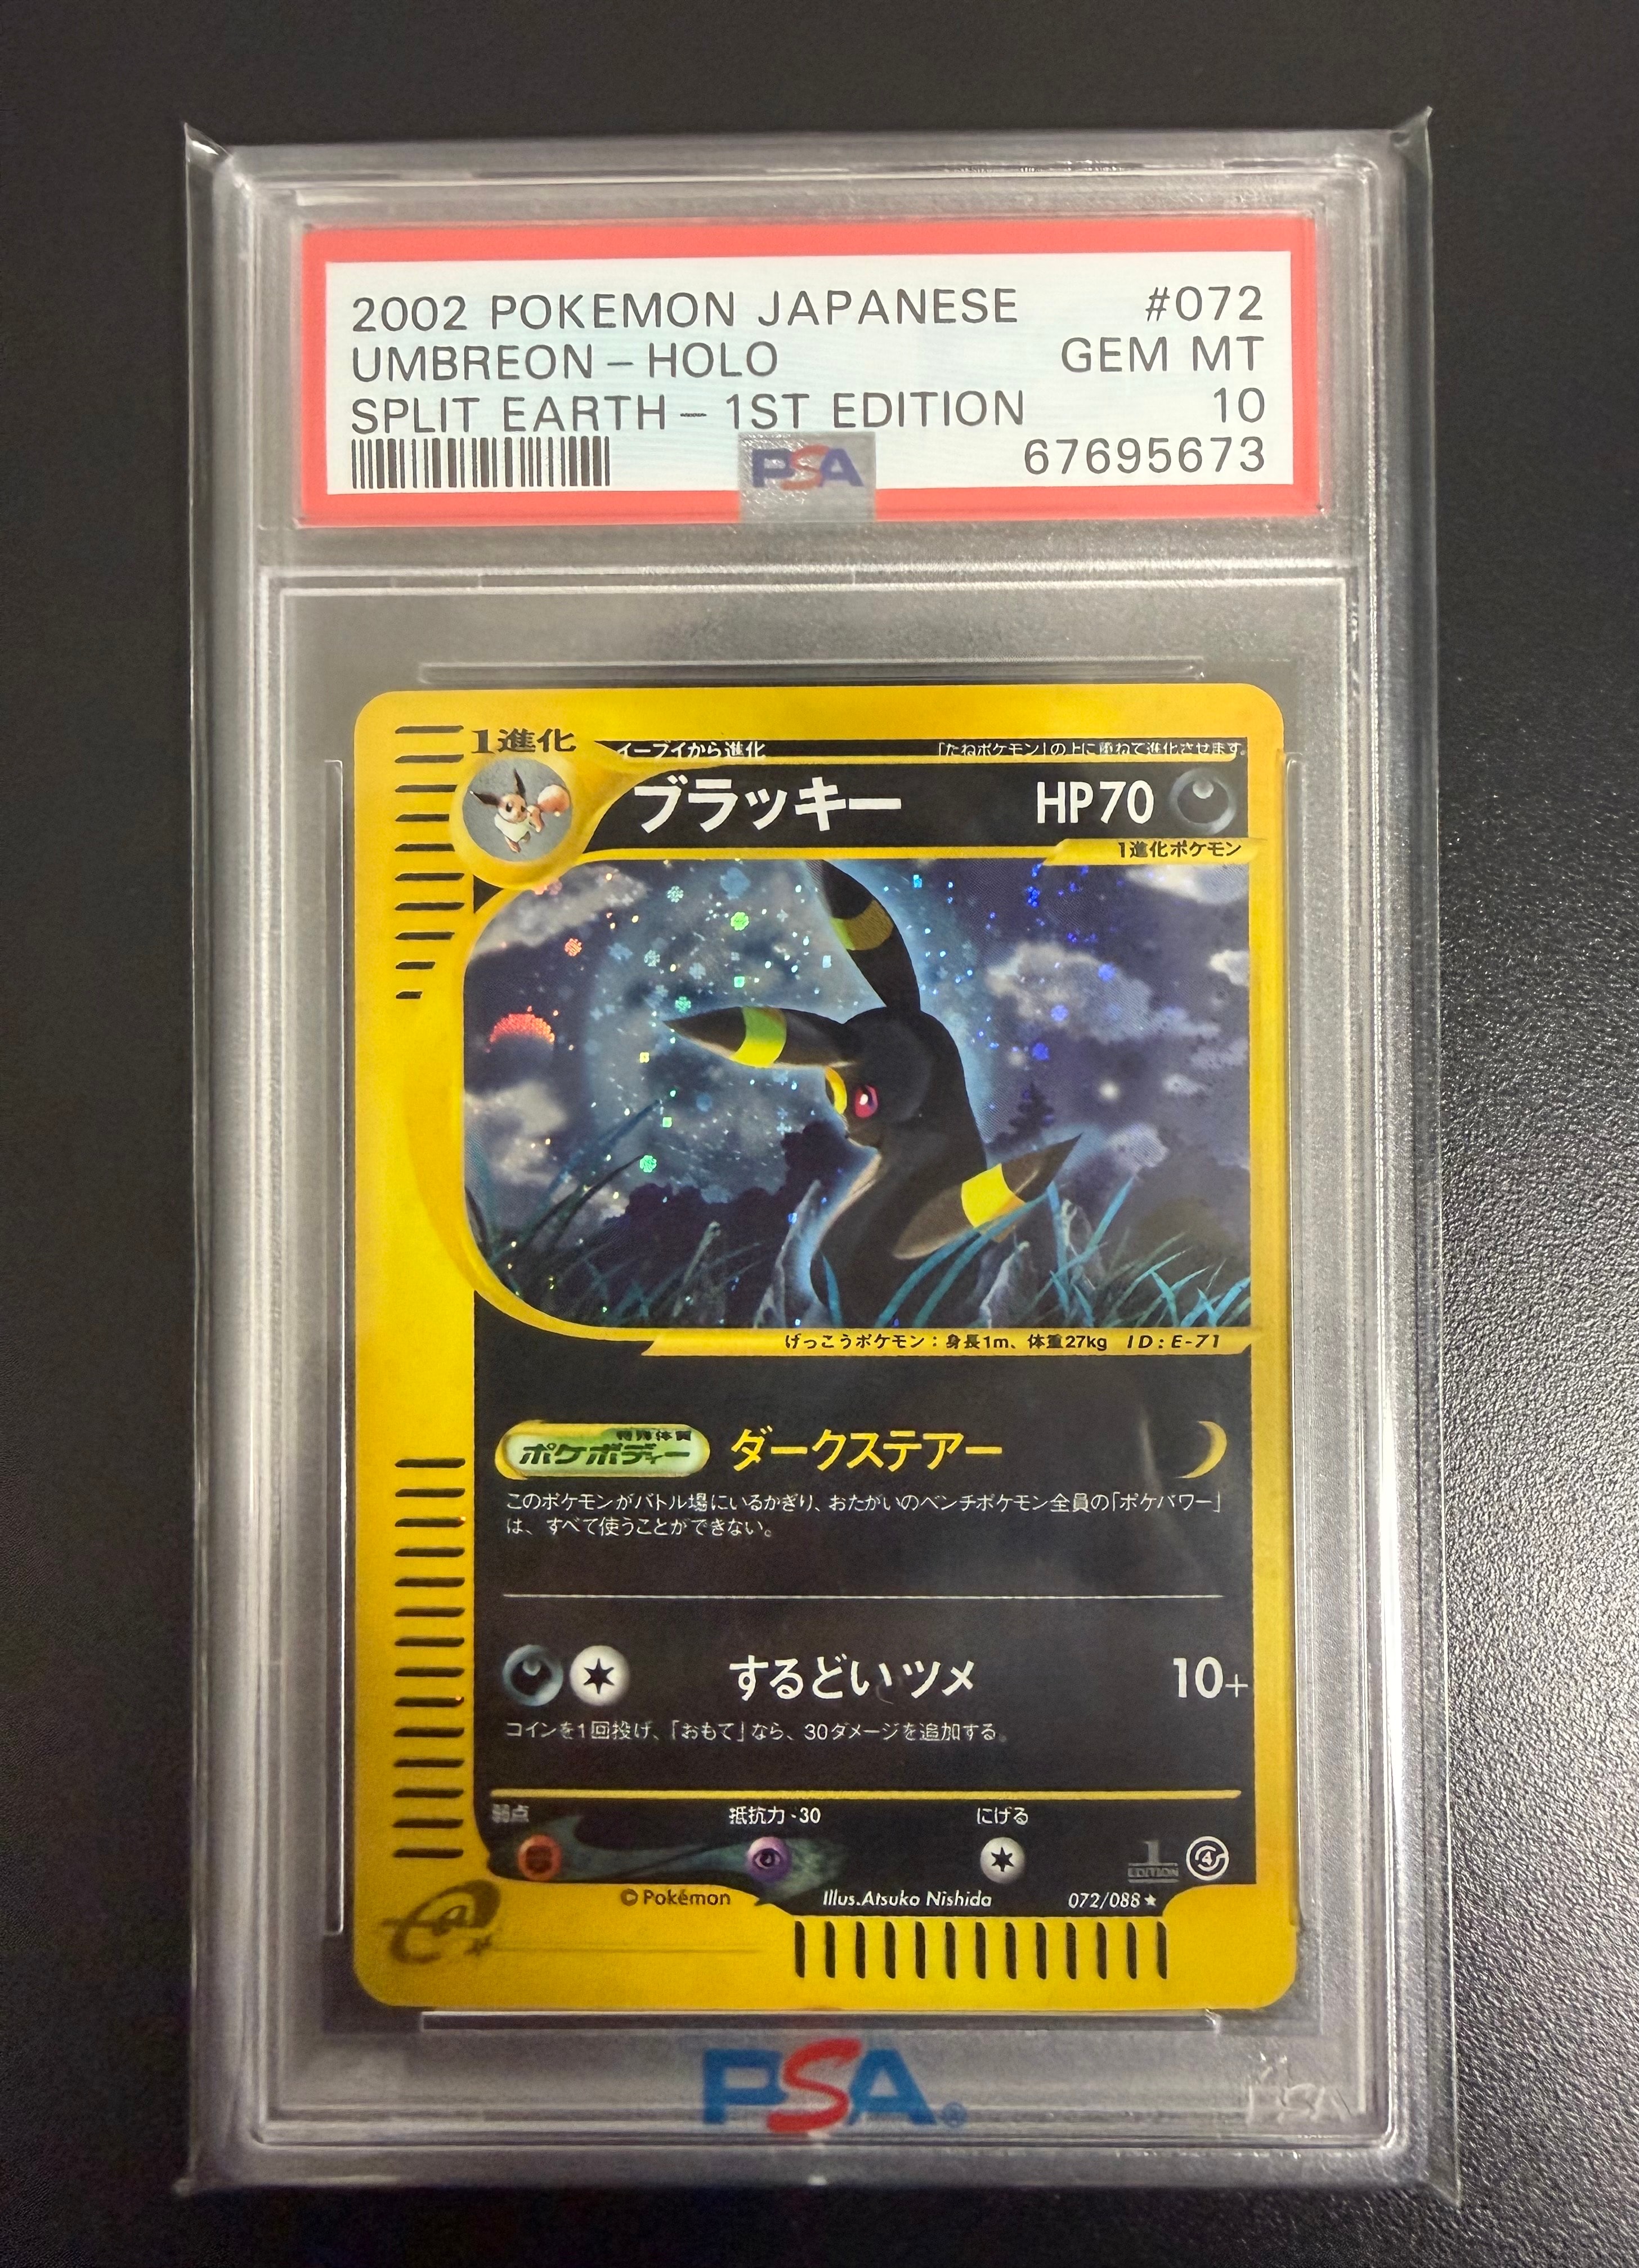 2002 POKEMON JAPANESE #072
UMBREON - HOLO GEM MT
SPLIT EARTH - 1ST EDITION 10
PSA 67695673
1進化
イーブイから進化 「たねポケモン」の上に重ねて進化させます。
ブラッキー HP70
1進化ポケモン
げっこうポケモン：身長1m、体重27kg ID:E-71
特殊体質
ポケボディー ダークステアー
このポケモンがバトル場にいるかぎり、おたがいのベンチポケモン全員の「ポケパワー」
は、すべて使うことができない。
するどいツメ 10+
コインを1回投げ、「おもて」なら、30ダメージを追加する。
弱点 抵抗力 -30 にげる
1 EDITION 4
©Pokémon Illus.Atsuko Nishida 072/088★
e
PSA®
PSA